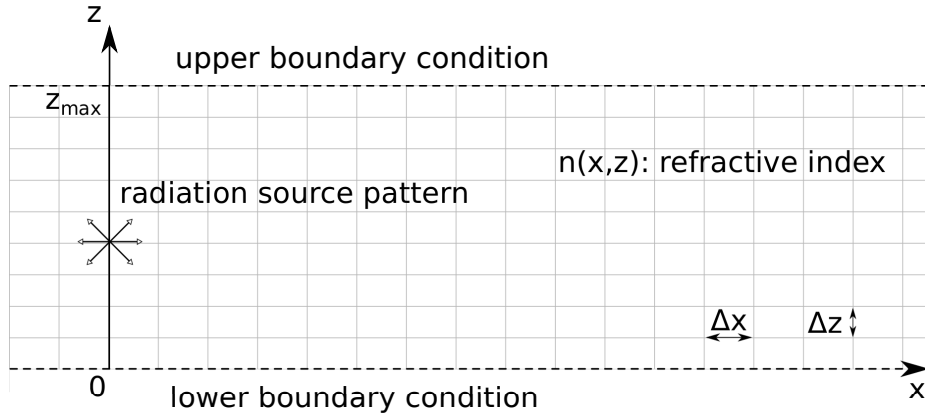 z
upper boundary condition
z_max
n(x,z): refractive index
radiation source pattern
Δx
Δz
0
x
lower boundary condition